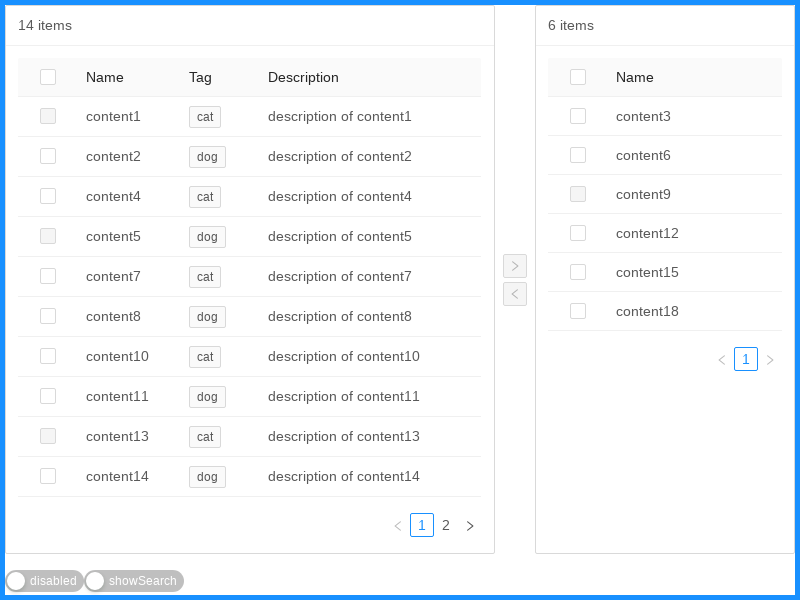 14 items
Name Tag Description
content1 cat description of content1
content2 dog description of content2
content4 cat description of content4
content5 dog description of content5
content7 cat description of content7
content8 dog description of content8
content10 cat description of content10
content11 dog description of content11
content13 cat description of content13
content14 dog description of content14
1 2
6 items
Name
content3
content6
content9
content12
content15
content18
1
disabled showSearch